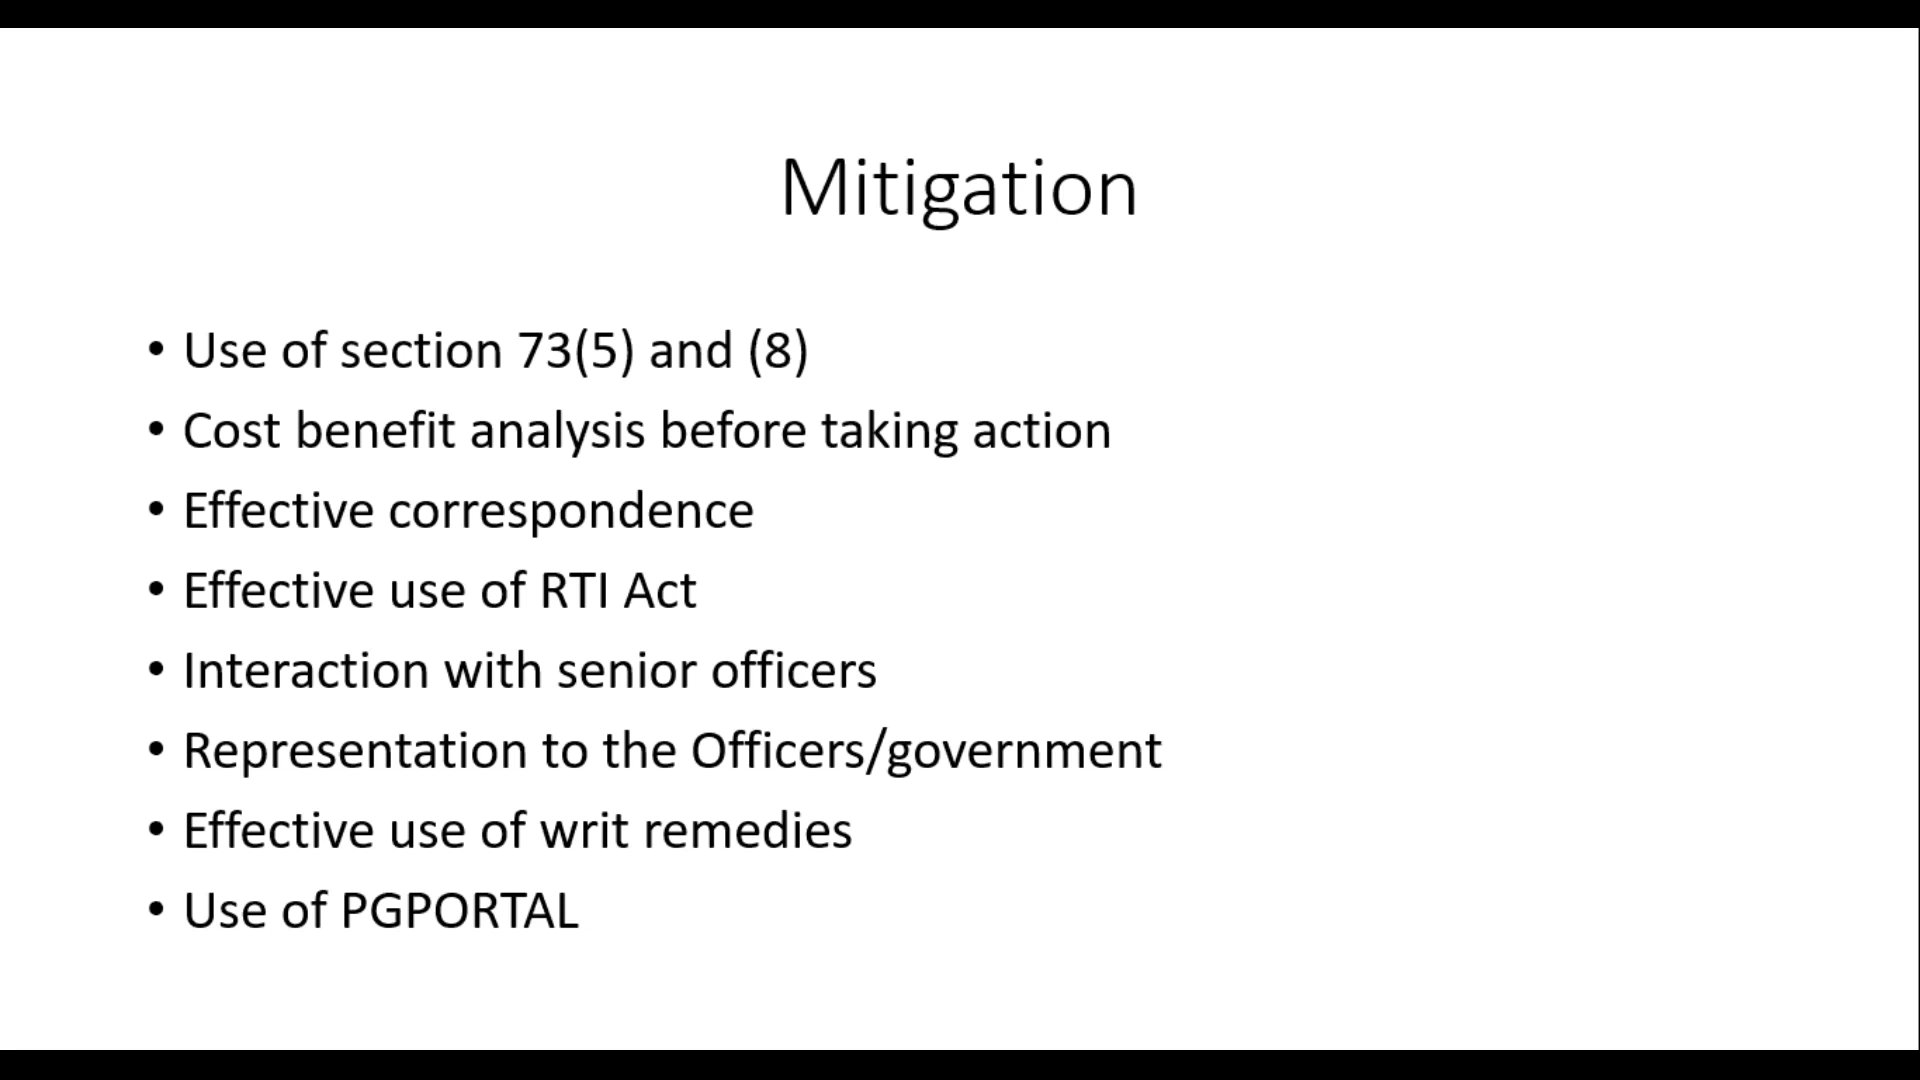 Mitigation
• Use of section 73(5) and (8)
• Cost benefit analysis before taking action
• Effective correspondence
• Effective use of RTI Act
• Interaction with senior officers
• Representation to the Officers/government
• Effective use of writ remedies
• Use of PGPORTAL